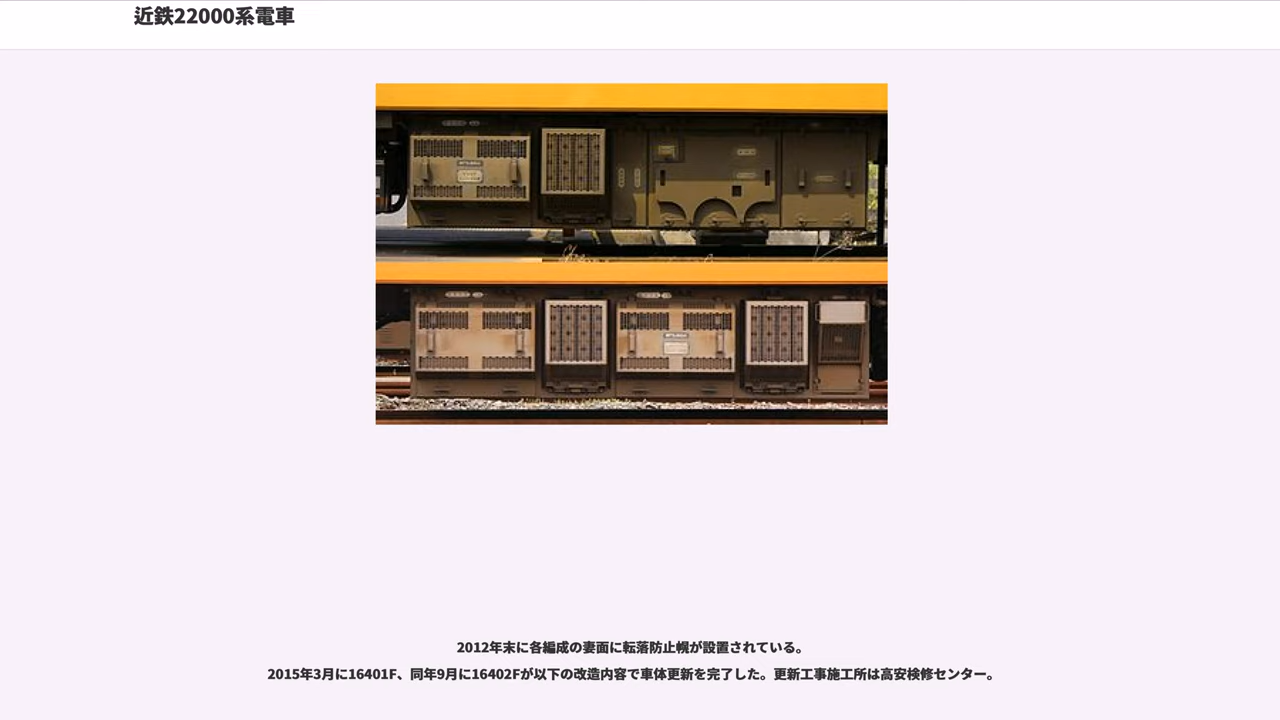 近鉄22000系電車
2012年末に各編成の妻面に転落防止幌が設置されている。
2015年3月に16401F、同年9月に16402Fが以下の改造内容で車体更新を完了した。更新工事施工所は高安検修センター。